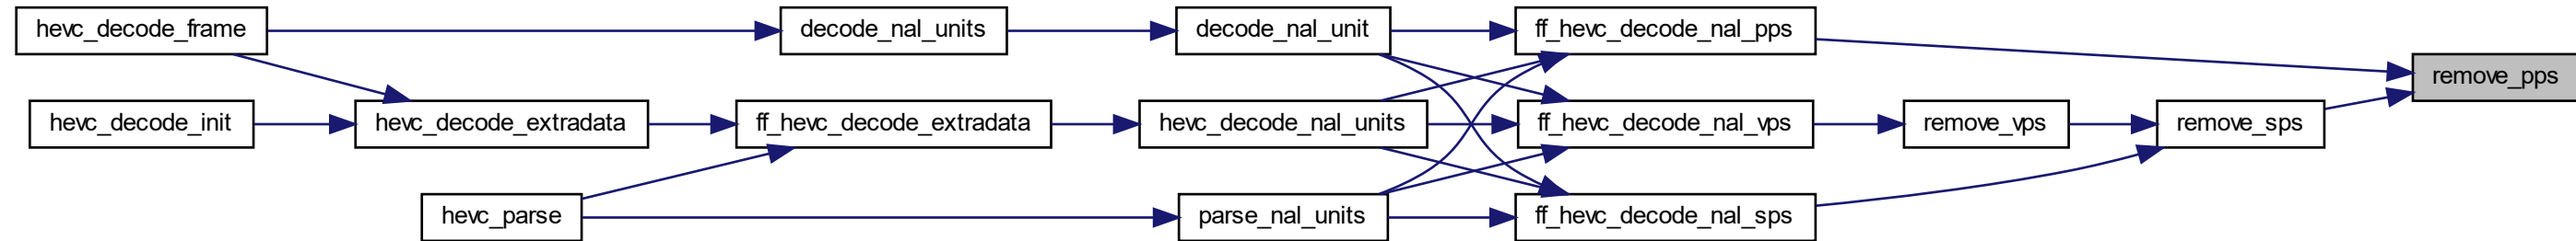 hevc_decode_frame
decode_nal_units
decode_nal_unit
ff_hevc_decode_nal_pps
remove_pps
hevc_decode_init
hevc_decode_extradata
ff_hevc_decode_extradata
hevc_decode_nal_units
ff_hevc_decode_nal_vps
remove_vps
remove_sps
hevc_parse
parse_nal_units
ff_hevc_decode_nal_sps